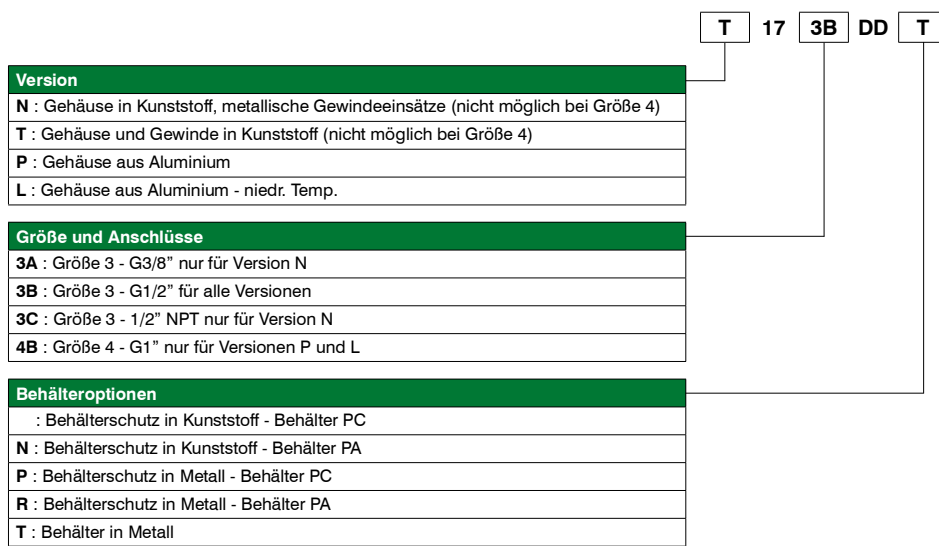 T 17 3B DD T
Version
N : Gehäuse in Kunststoff, metallische Gewindeeinsätze (nicht möglich bei Größe 4)
T : Gehäuse und Gewinde in Kunststoff (nicht möglich bei Größe 4)
P : Gehäuse aus Aluminium
L : Gehäuse aus Aluminium - niedr. Temp.
Größe und Anschlüsse
3A : Größe 3 - G3/8” nur für Version N
3B : Größe 3 - G1/2” für alle Versionen
3C : Größe 3 - 1/2” NPT nur für Version N
4B : Größe 4 - G1” nur für Versionen P und L
Behälteroptionen
: Behälterschutz in Kunststoff - Behälter PC
N : Behälterschutz in Kunststoff - Behälter PA
P : Behälterschutz in Metall - Behälter PC
R : Behälterschutz in Metall - Behälter PA
T : Behälter in Metall